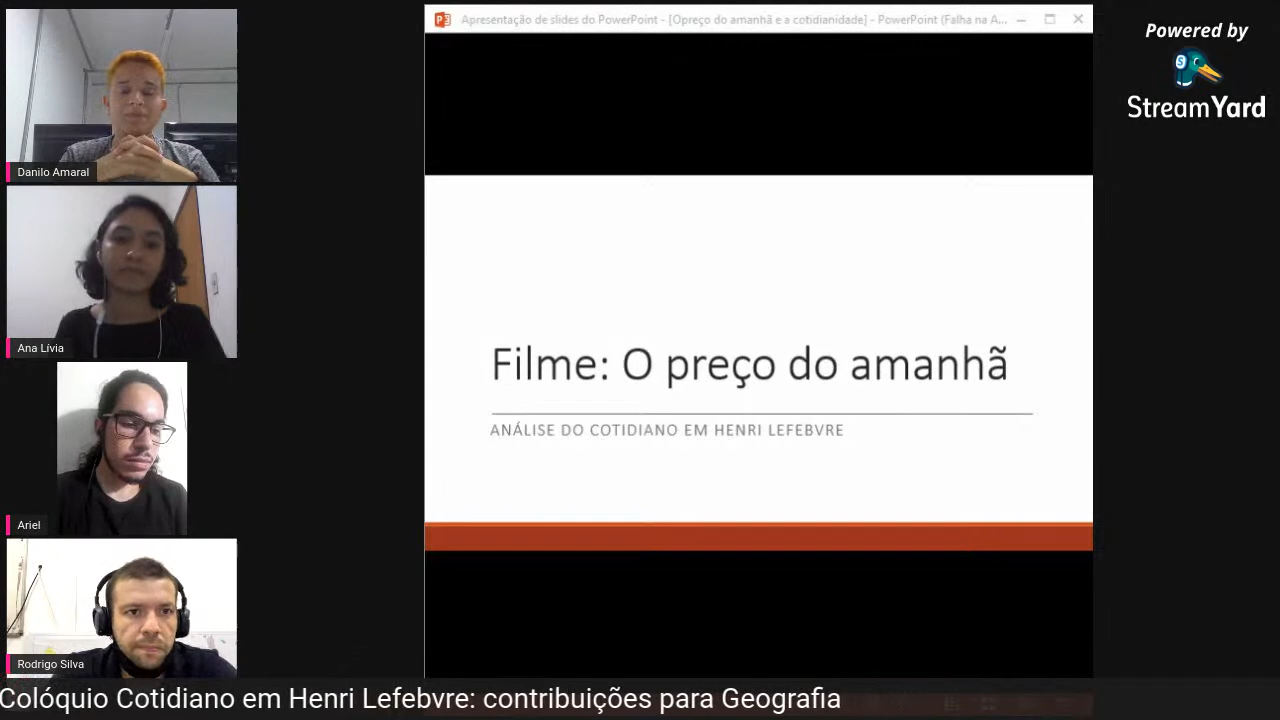 Apresentação de slides do PowerPoint - [Opreço do amanhã e a cotidianidade] - PowerPoint (Falha na A...
Powered by
StreamYard
Danilo Amaral
Ana Lívia
Filme: O preço do amanhã
ANÁLISE DO COTIDIANO EM HENRI LEFEBVRE
Ariel
Rodrigo Silva
Colóquio Cotidiano em Henri Lefebvre: contribuições para Geografia